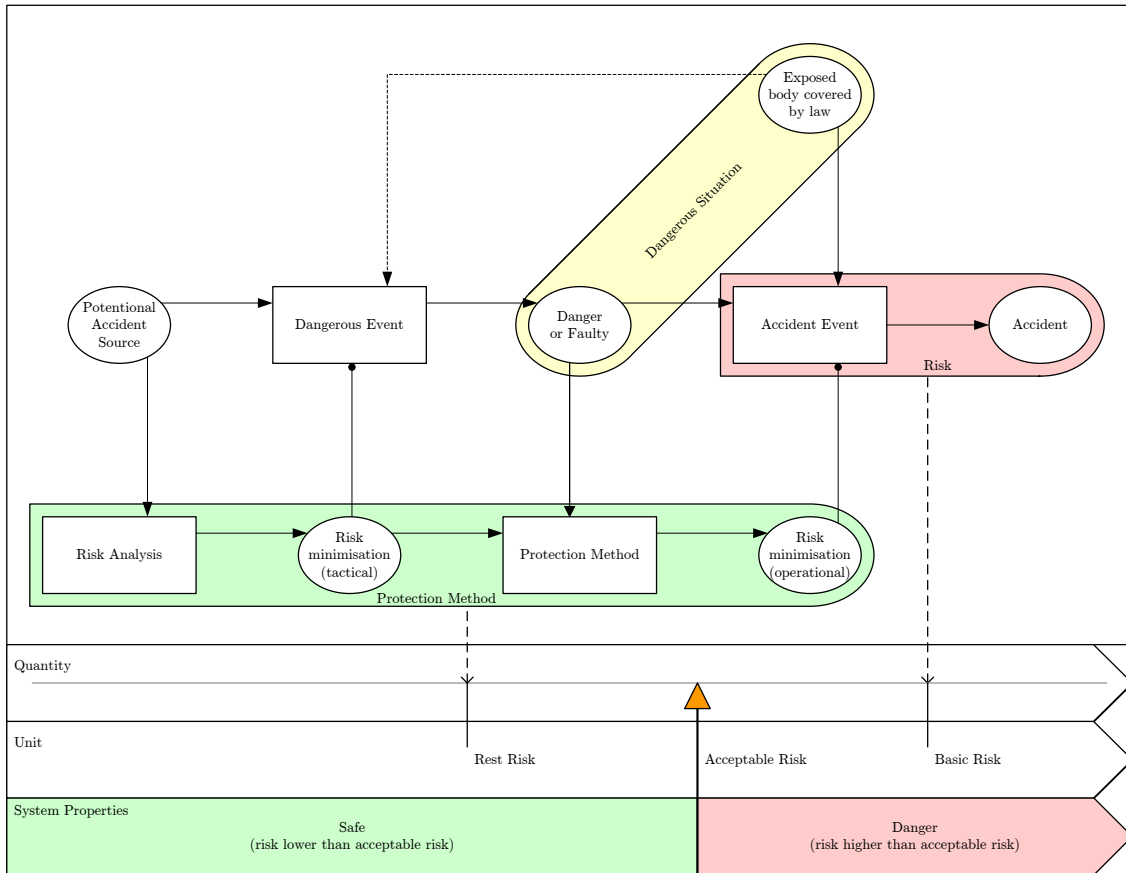 Exposed
body covered
by law
Dangerous Situation
Potentional
Accident
Source
Dangerous Event
Danger
or Faulty
Accident Event
Accident
Risk
Risk Analysis
Risk
minimisation
(tactical)
Protection Method
Risk
minimisation
(operational)
Protection Method
Quantity
Unit
Rest Risk
Acceptable Risk
Basic Risk
System Properties
Safe
(risk lower than acceptable risk)
Danger
(risk higher than acceptable risk)